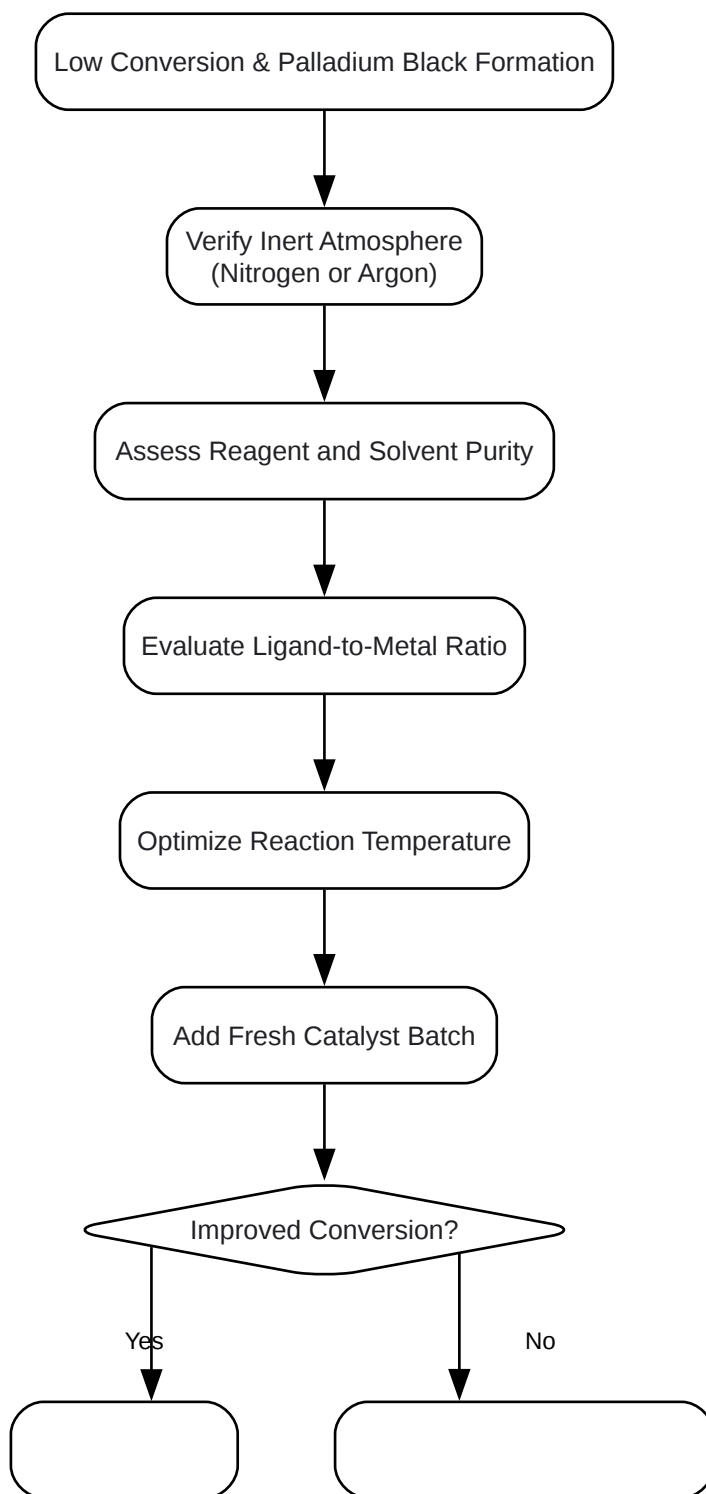 Low Conversion & Palladium Black Formation
Verify Inert Atmosphere
(Nitrogen or Argon)
Assess Reagent and Solvent Purity
Evaluate Ligand-to-Metal Ratio
Optimize Reaction Temperature
Add Fresh Catalyst Batch
Improved Conversion?
Yes
No